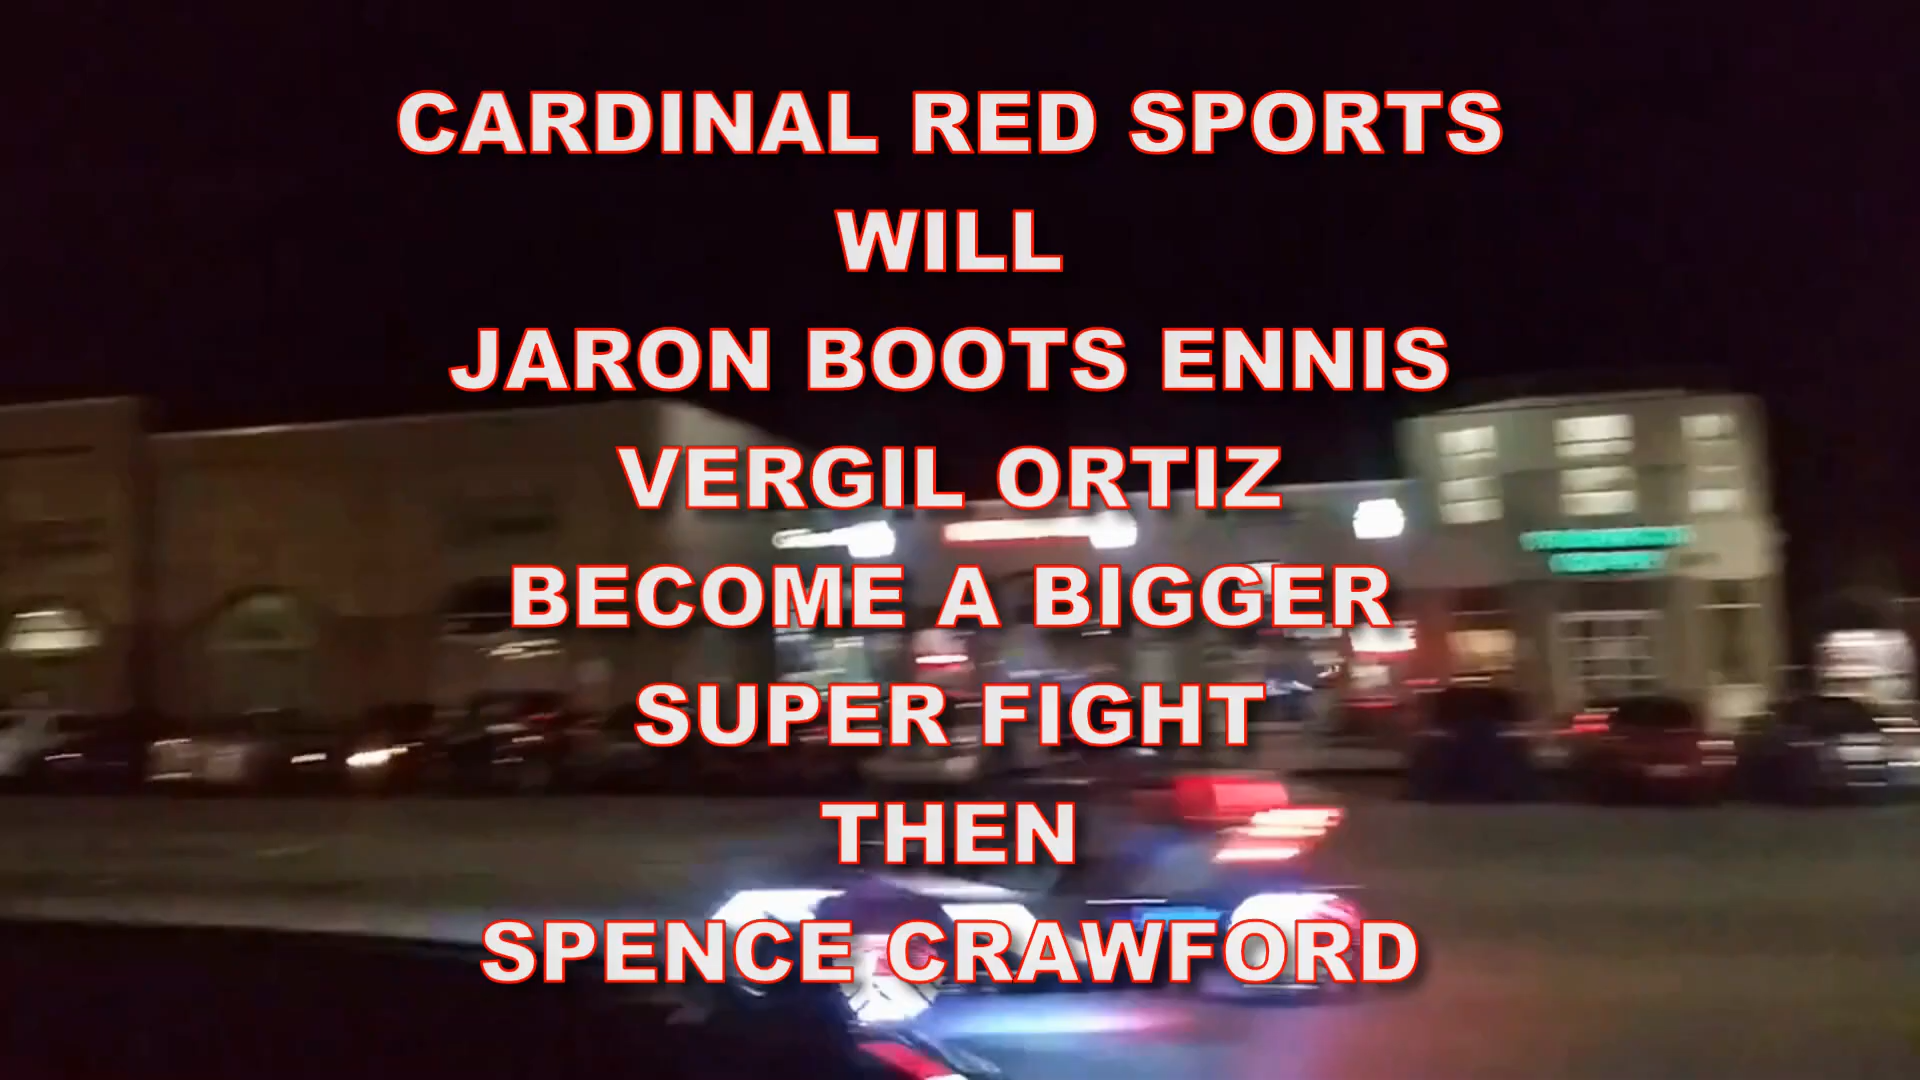 CARDINAL RED SPORTS
WILL
JARON BOOTS ENNIS
VERGIL ORTIZ
BECOME A BIGGER
SUPER FIGHT
THEN
SPENCE CRAWFORD